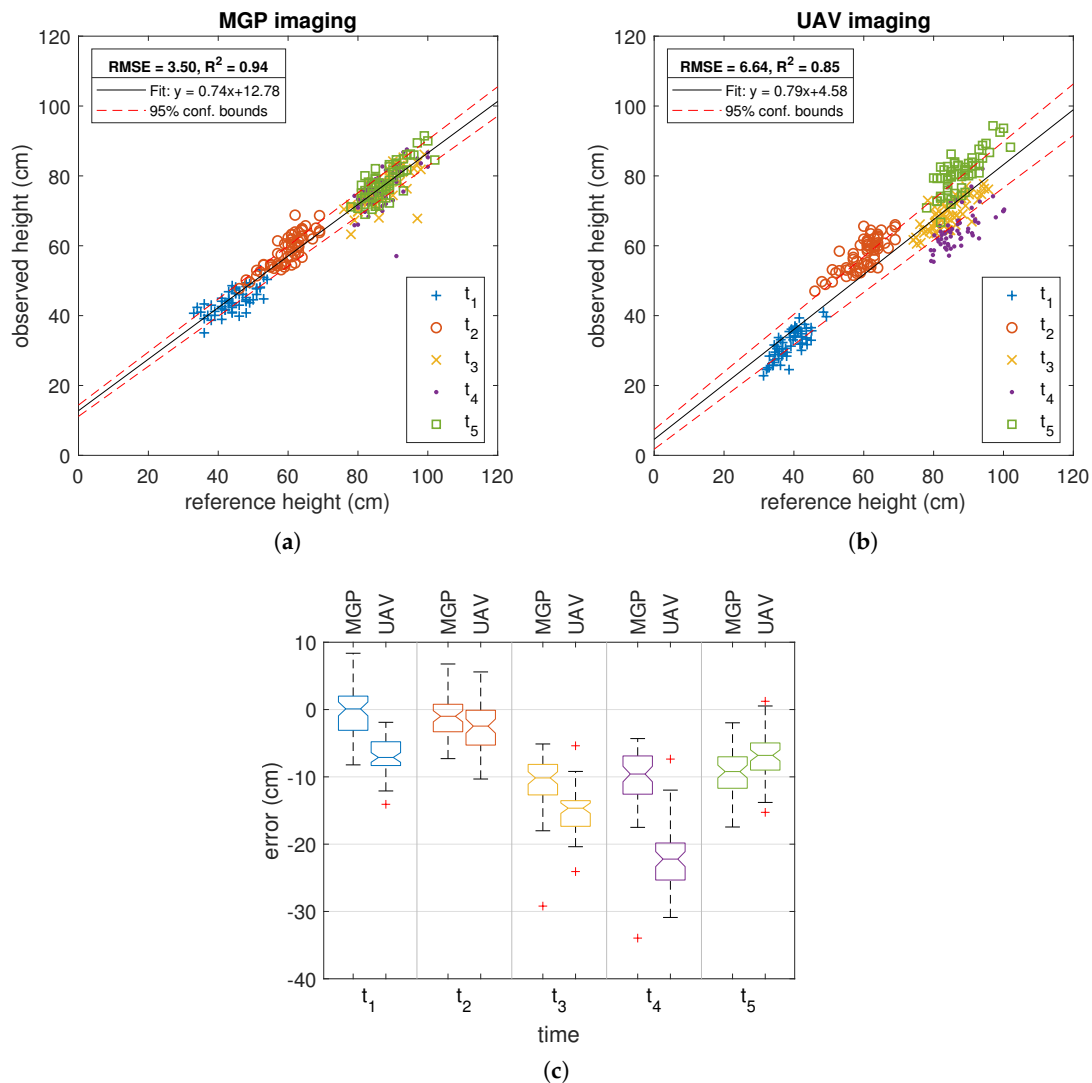 MGP imaging
RMSE = 3.50, R² = 0.94
Fit: y = 0.74x+12.78
95% conf. bounds
120
100
80
60
40
20
0
observed height (cm)
t₁
t₂
t₃
t₄
t₅
0 20 40 60 80 100 120
reference height (cm)
(a)
UAV imaging
RMSE = 6.64, R² = 0.85
Fit: y = 0.79x+4.58
95% conf. bounds
120
100
80
60
40
20
0
observed height (cm)
t₁
t₂
t₃
t₄
t₅
0 20 40 60 80 100 120
reference height (cm)
(b)
MGP UAV MGP UAV MGP UAV MGP UAV MGP UAV
10
0
-10
-20
-30
-40
error (cm)
t₁ t₂ t₃ t₄ t₅
time
(c)